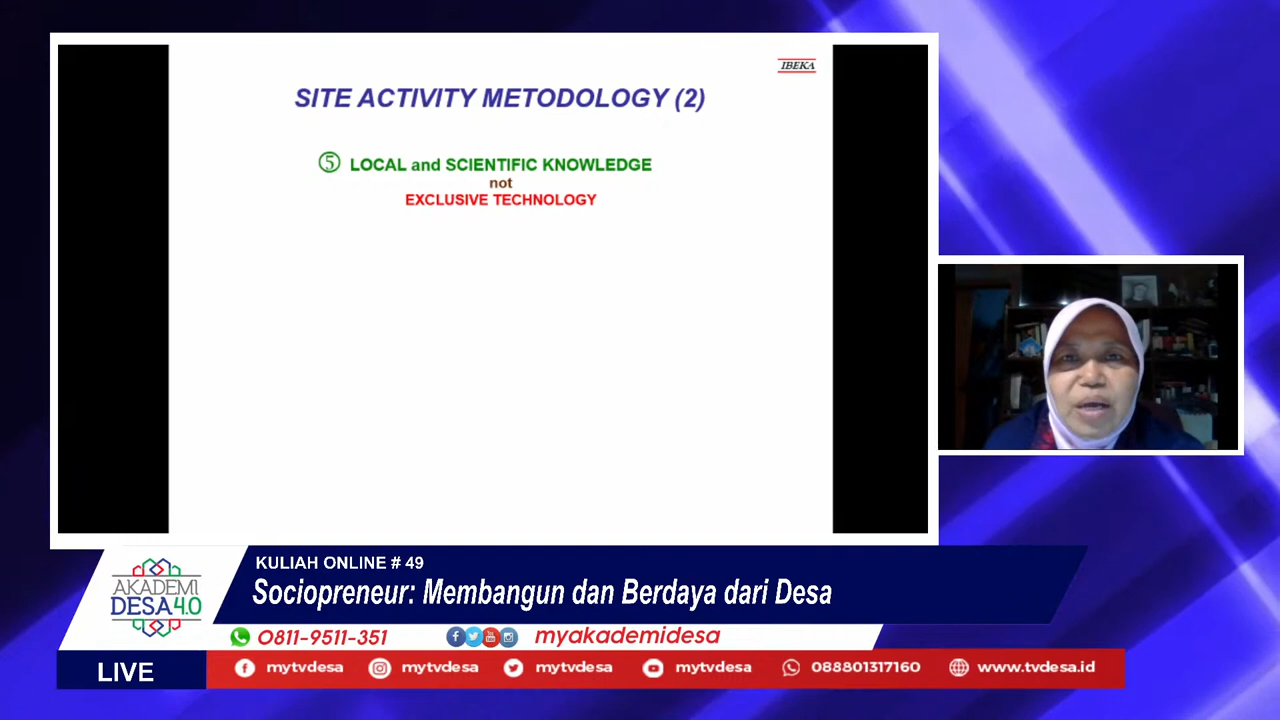 IBEKA
SITE ACTIVITY METODOLOGY (2)
⑤ LOCAL and SCIENTIFIC KNOWLEDGE
not
EXCLUSIVE TECHNOLOGY
KULIAH ONLINE # 49
Sociopreneur: Membangun dan Berdaya dari Desa
AKADEMI
DESA 4.0
0811-9511-351 myakademidesa
LIVE mytvdesa mytvdesa mytvdesa mytvdesa 088801317160 www.tvdesa.id